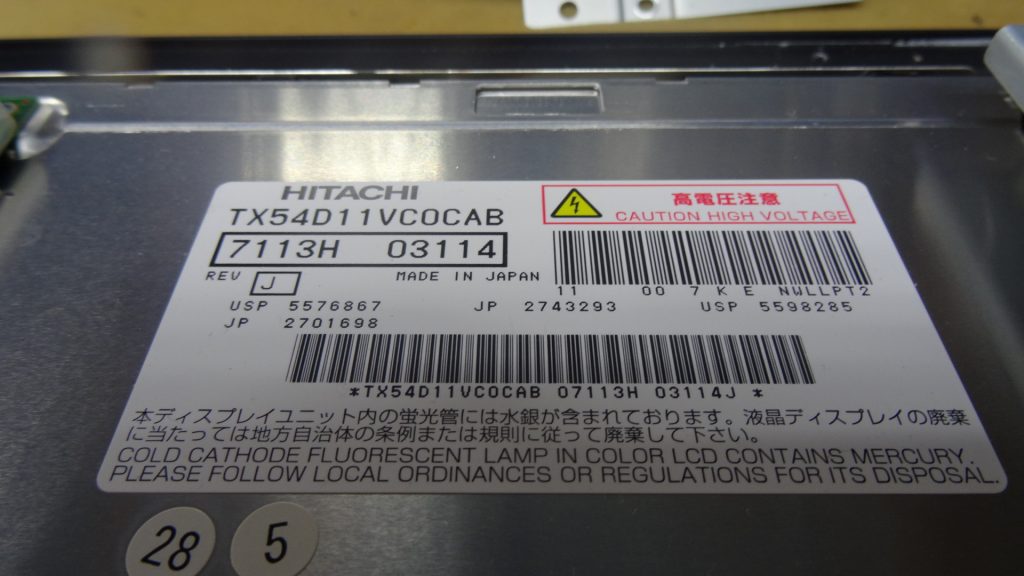 HITACHI
TX54D11VC0CAB
7113H 03114
REV J MADE IN JAPAN
高電圧注意
CAUTION HIGH VOLTAGE
11 00 7 K E NWLLPT2
USP 5576867 JP 2743293 USP 5598285
JP 2701698
*TX54D11VC0CAB 07113H 03114J *
本ディスプレイユニット内の蛍光管には水銀が含まれております。液晶ディスプレイの廃棄
に当たっては地方自治体の条例または規則に従って廃棄して下さい。
COLD CATHODE FLUORESCENT LAMP IN COLOR LCD CONTAINS MERCURY.
PLEASE FOLLOW LOCAL ORDINANCES OR REGULATIONS FOR ITS DISPOSAL.
28 5